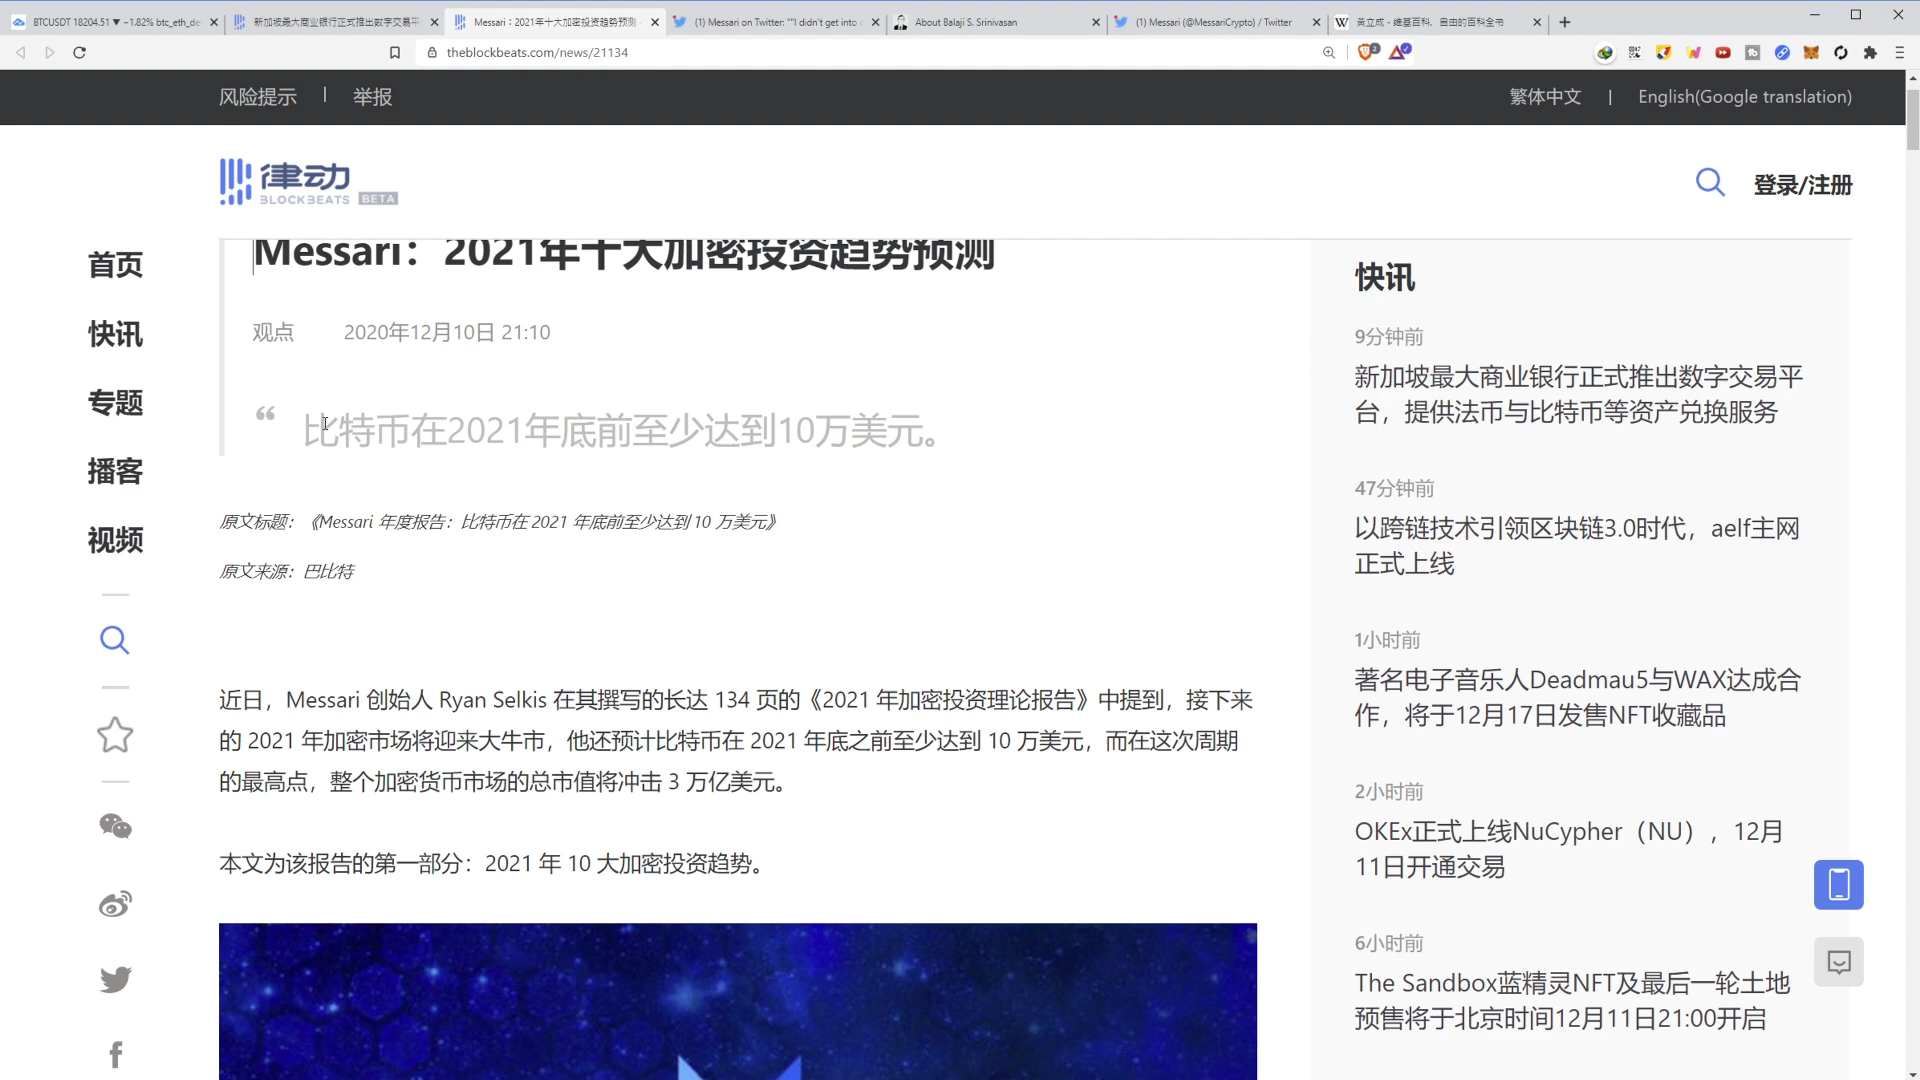 BTCUSDT 18204.51 ▼ −1.82% btc_eth_de
新加坡最大商业银行正式推出数字交易平
Messari：2021年十大加密投资趋势预测
(1) Messari on Twitter: ""I didn't get into c
About Balaji S. Srinivasan
(1) Messari (@MessariCrypto) / Twitter
黃立成 - 维基百科，自由的百科全书
theblockbeats.com/news/21134
风险提示 | 举报
繁体中文 | English(Google translation)
律动
BLOCKBEATS BETA
登录/注册
首页
快讯
专题
播客
视频
Messari：2021年十大加密投资趋势预测
观点 2020年12月10日 21:10
“ 比特币在2021年底前至少达到10万美元。
原文标题：《Messari 年度报告：比特币在 2021 年底前至少达到 10 万美元》
原文来源：巴比特
近日，Messari 创始人 Ryan Selkis 在其撰写的长达 134 页的《2021 年加密投资理论报告》中提到，接下来
的 2021 年加密市场将迎来大牛市，他还预计比特币在 2021 年底之前至少达到 10 万美元，而在这次周期
的最高点，整个加密货币市场的总市值将冲击 3 万亿美元。
本文为该报告的第一部分：2021 年 10 大加密投资趋势。
快讯
9分钟前
新加坡最大商业银行正式推出数字交易平
台，提供法币与比特币等资产兑换服务
47分钟前
以跨链技术引领区块链3.0时代，aelf主网
正式上线
1小时前
著名电子音乐人Deadmau5与WAX达成合
作，将于12月17日发售NFT收藏品
2小时前
OKEx正式上线NuCypher（NU），12月
11日开通交易
6小时前
The Sandbox蓝精灵NFT及最后一轮土地
预售将于北京时间12月11日21:00开启